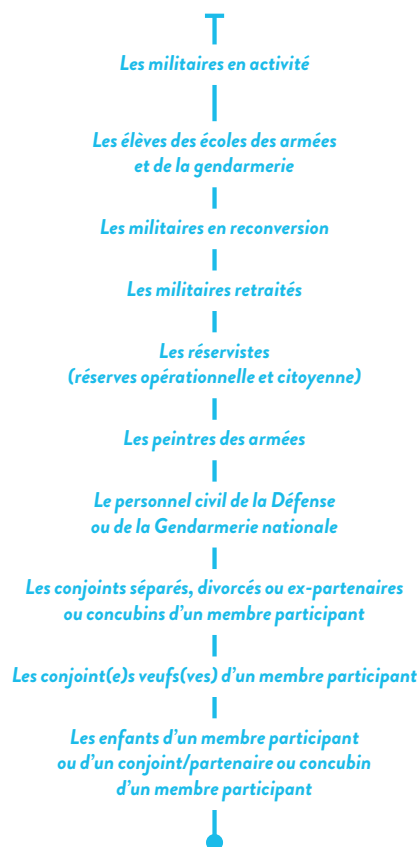 Les militaires en activité
Les élèves des écoles des armées
et de la gendarmerie
Les militaires en reconversion
Les militaires retraités
Les réservistes
(réserves opérationnelle et citoyenne)
Les peintres des armées
Le personnel civil de la Défense
ou de la Gendarmerie nationale
Les conjoints séparés, divorcés ou ex-partenaires
ou concubins d'un membre participant
Les conjoint(e)s veufs(ves) d'un membre participant
Les enfants d'un membre participant
ou d'un conjoint/partenaire ou concubin
d'un membre participant